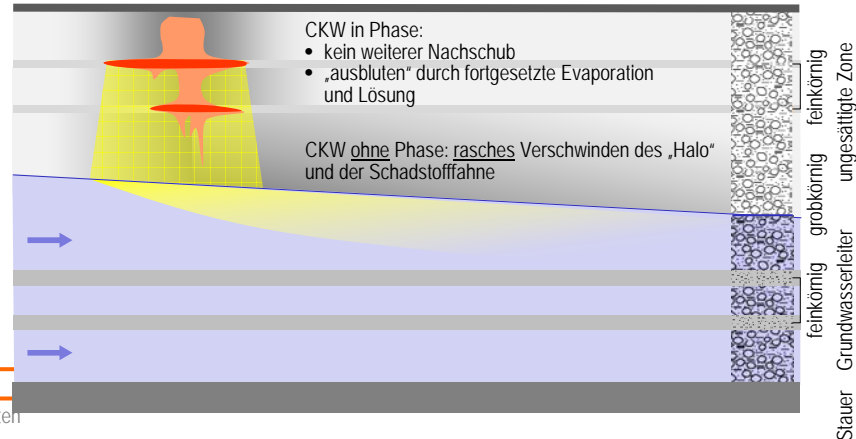 CKW in Phase:
• kein weiterer Nachschub
• „ausbluten“ durch fortgesetzte Evaporation
und Lösung
CKW ohne Phase: rasches Verschwinden des „Halo“
und der Schadstofffahne
feinkörnig
ungesättigte Zone
grobkörnig
feinkörnig
Grundwasserleiter
Stauer